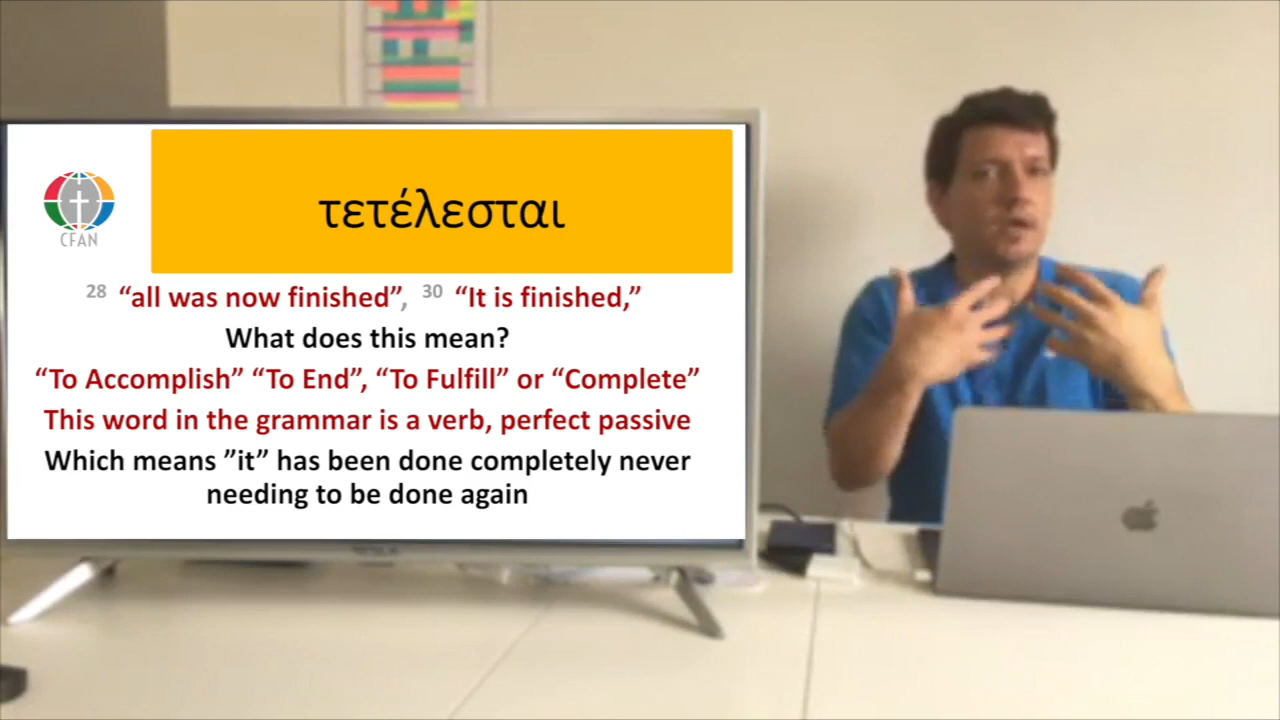 CFAN
τετέλεσται
28 “all was now finished”, 30 “It is finished,”
What does this mean?
“To Accomplish” “To End”, “To Fulfill” or “Complete”
This word in the grammar is a verb, perfect passive
Which means ”it” has been done completely never
needing to be done again